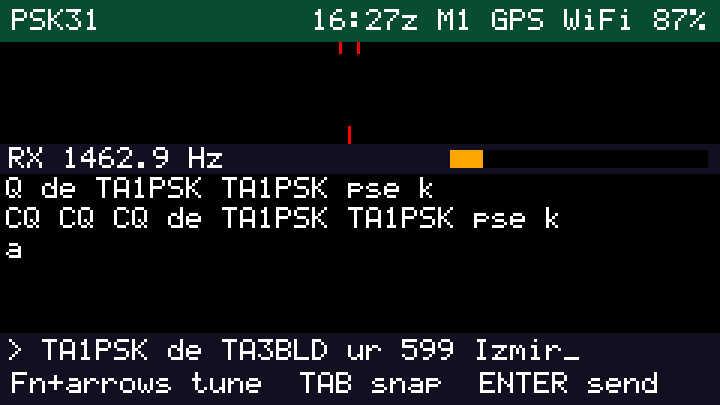 PSK31 16:27z M1 GPS WiFi 87%
RX 1462.9 Hz
Q de TA1PSK TA1PSK pse k
CQ CQ CQ de TA1PSK TA1PSK pse k
a
> TA1PSK de TA3BLD ur 599 Izmir_
Fn+arrows tune TAB snap ENTER send